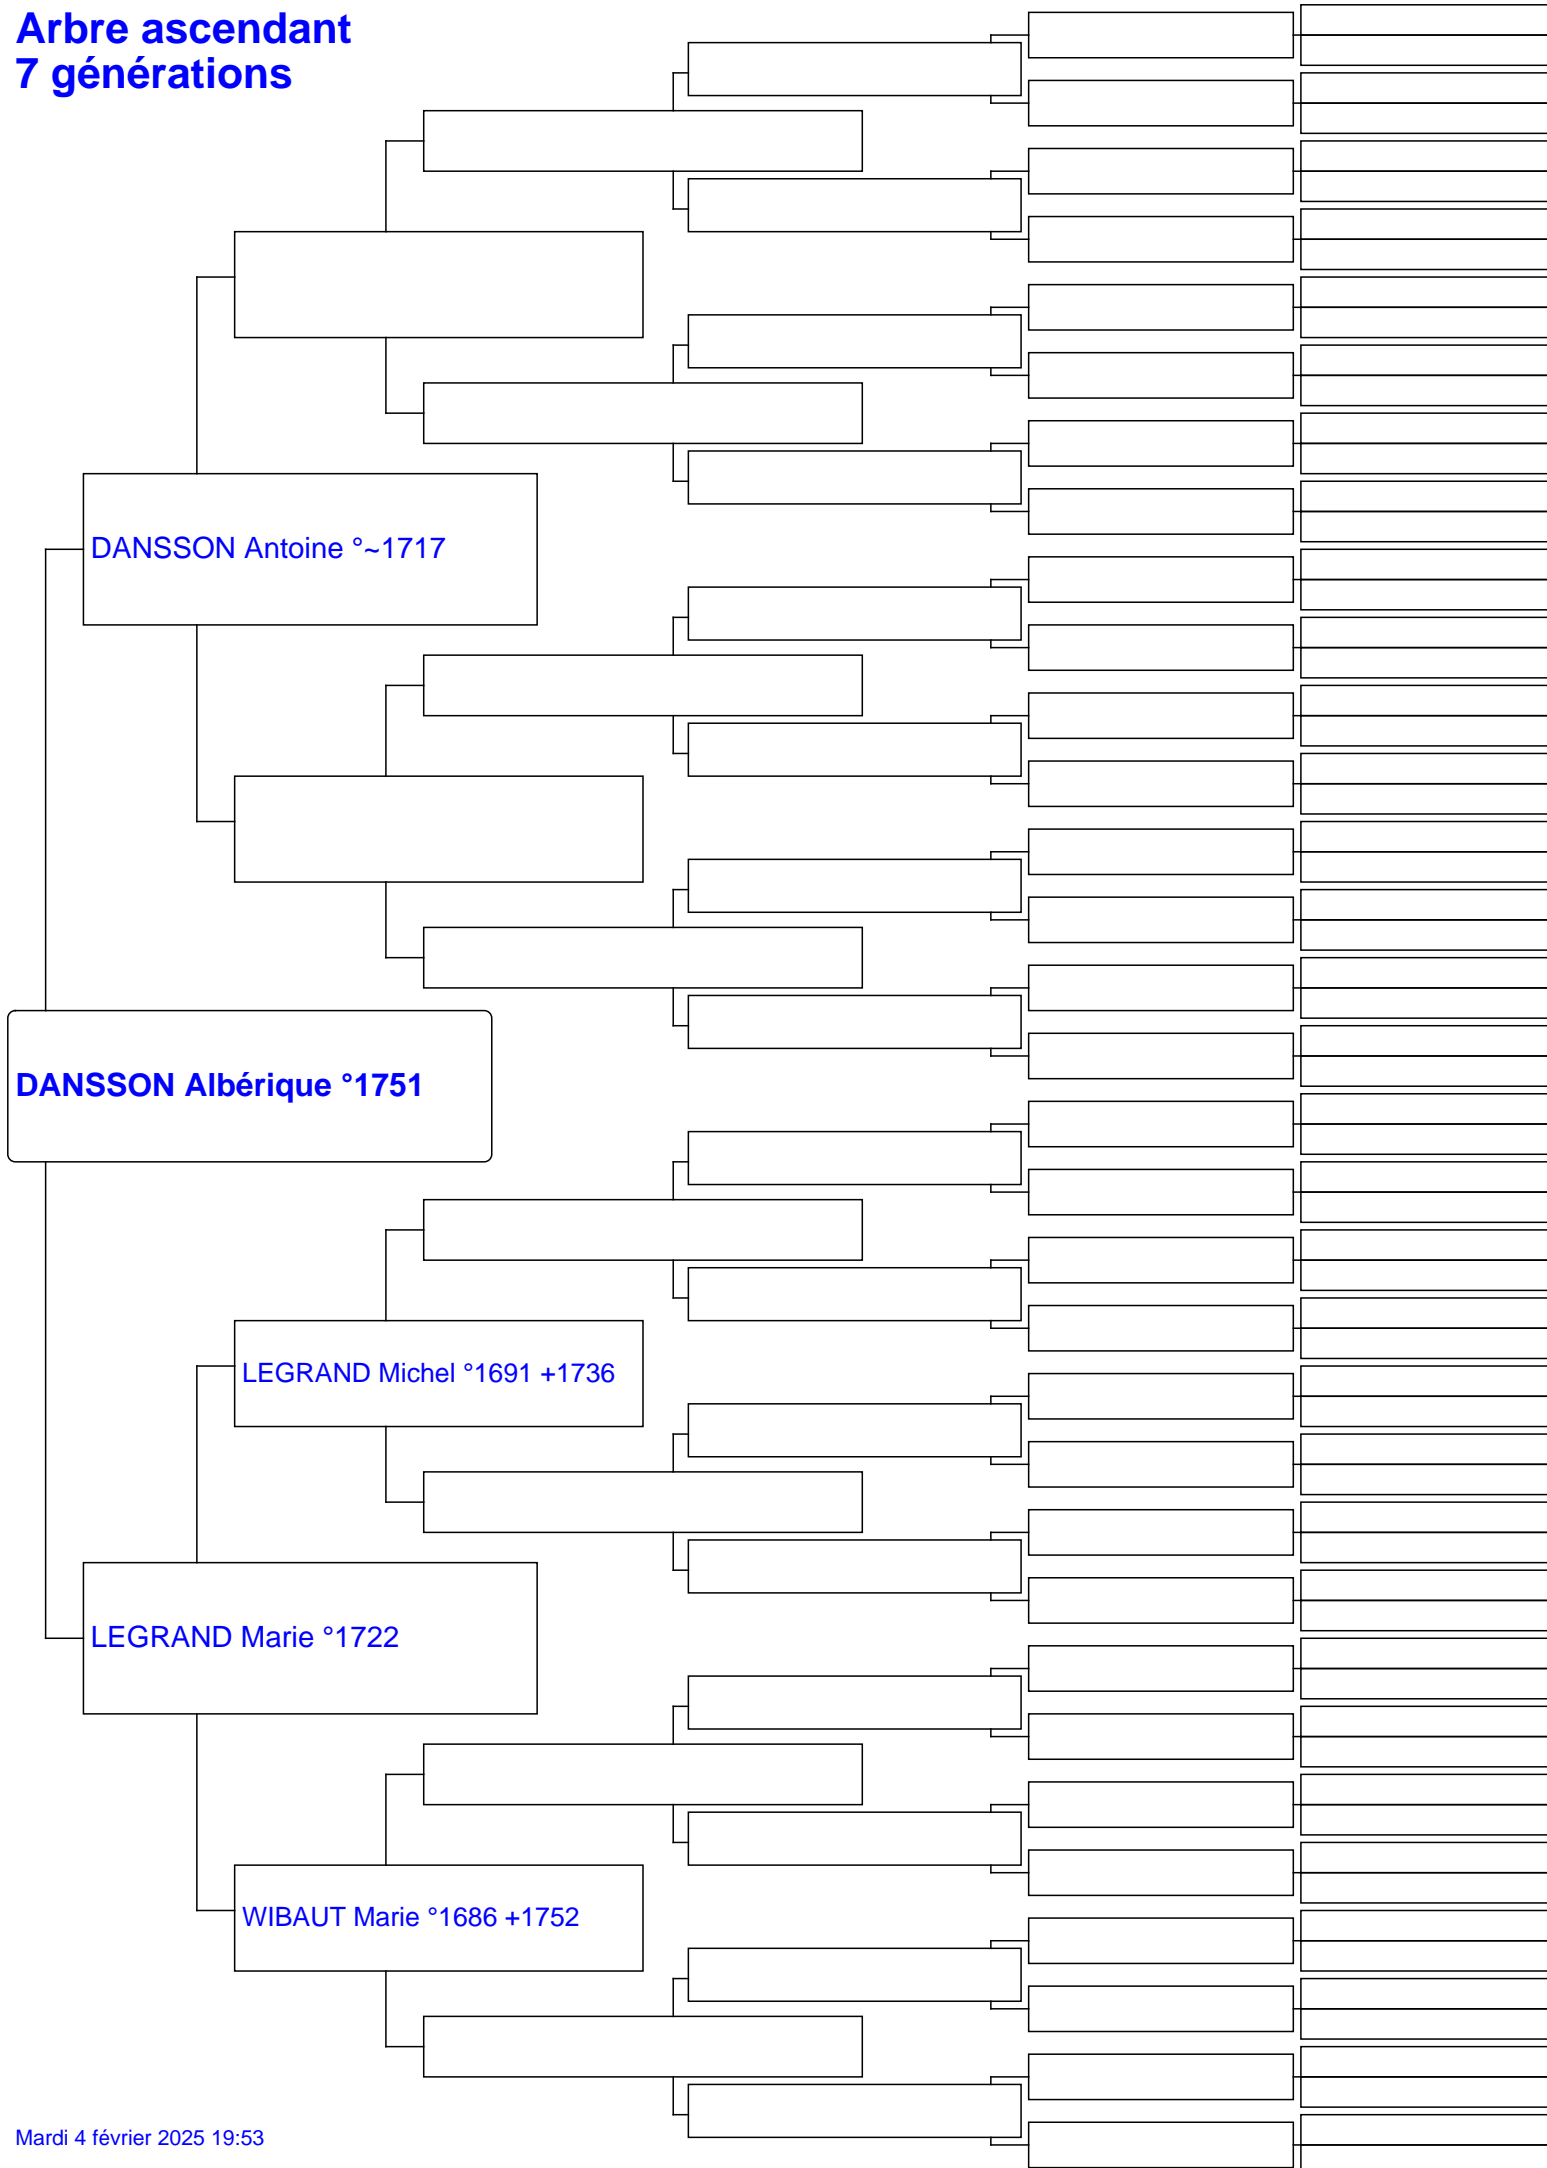 Arbre ascendant
7 générations
DANSSON Antoine °~1717
DANSSON Albérique °1751
LEGRAND Michel °1691 +1736
LEGRAND Marie °1722
WIBAUT Marie °1686 +1752
Mardi 4 février 2025 19:53